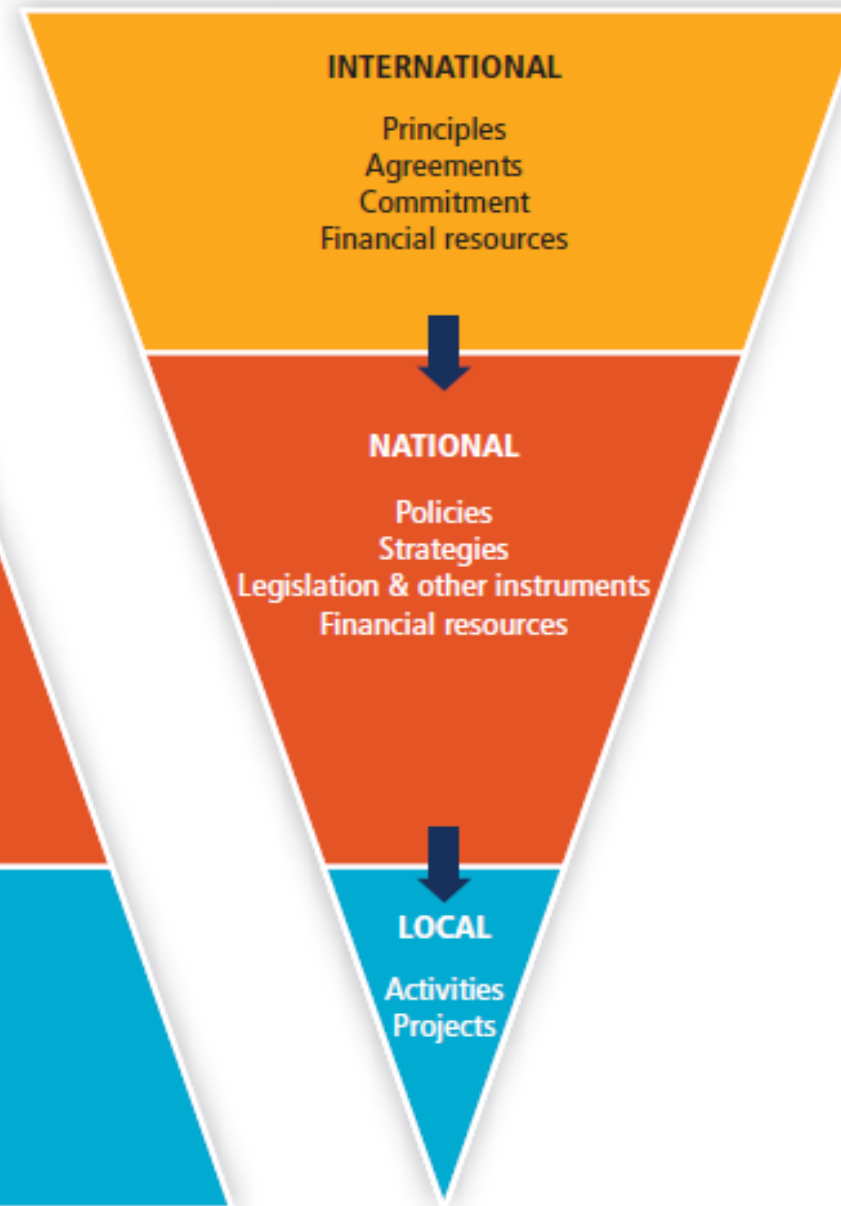 INTERNATIONAL
Principles
Agreements
Commitment
Financial resources
NATIONAL
Policies
Strategies
Legislation & other instruments
Financial resources
LOCAL
Activities
Projects